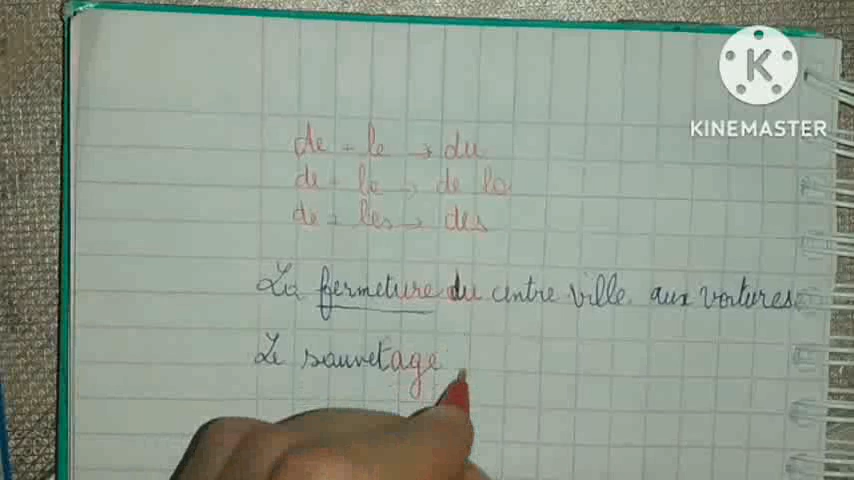 KINEMASTER
de + le → du
de + la → de la
de + les → des
La fermeture du centre ville aux voitures
Le sauvetage